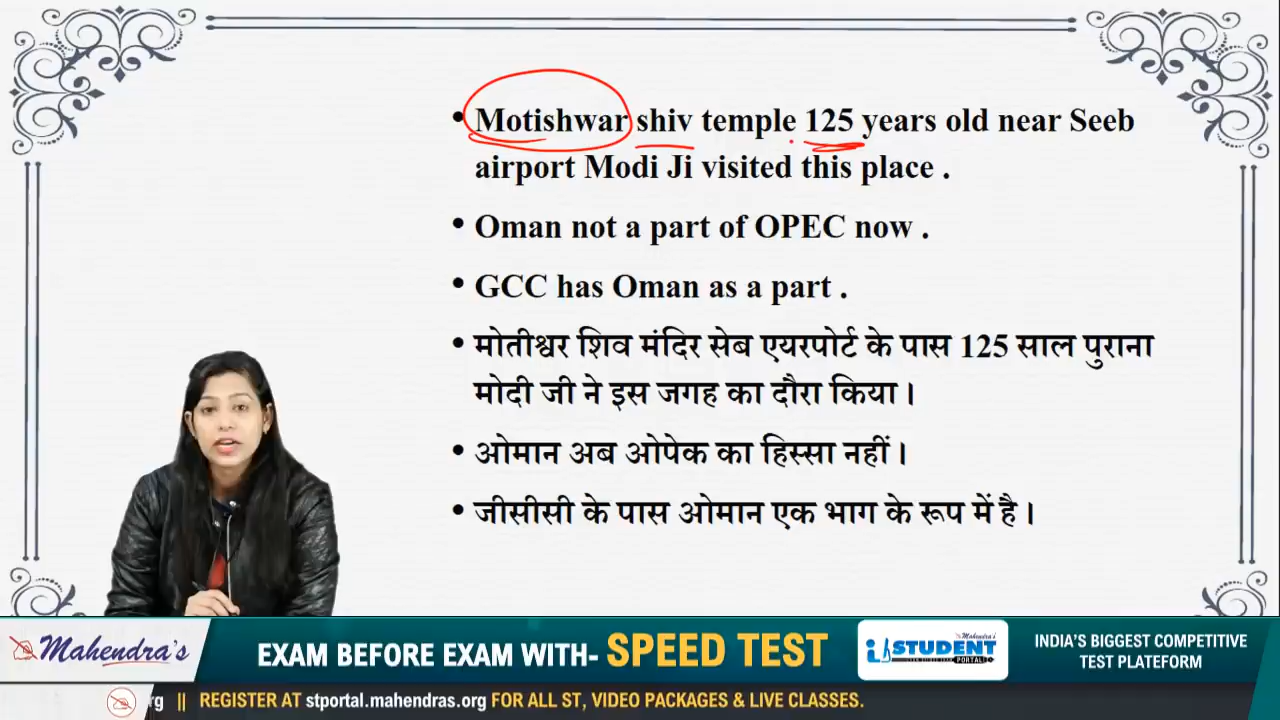 • Motishwar shiv temple 125 years old near Seeb
airport Modi Ji visited this place .
• Oman not a part of OPEC now .
• GCC has Oman as a part .
• मोतीश्वर शिव मंदिर सेब एयरपोर्ट के पास 125 साल पुराना
मोदी जी ने इस जगह का दौरा किया।
• ओमान अब ओपेक का हिस्सा नहीं।
• जीसीसी के पास ओमान एक भाग के रूप में है।
Mahendra's
EXAM BEFORE EXAM WITH- SPEED TEST
Mahendra's
STUDENT
PORTAL
INDIA'S BIGGEST COMPETITIVE
TEST PLATEFORM
rg || REGISTER AT stportal.mahendras.org FOR ALL ST, VIDEO PACKAGES & LIVE CLASSES.